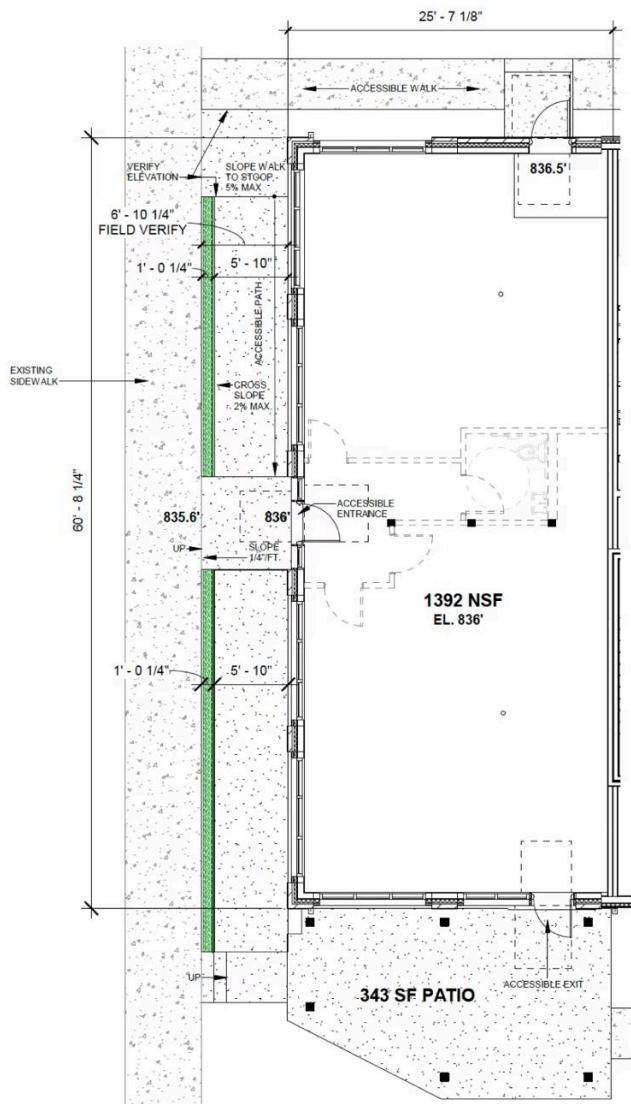 25' - 7 1/8"
ACCESSIBLE WALK
VERIFY
ELEVATION
SLOPE WALK
TO STOOP -
5% MAX
836.5'
6' - 10 1/4"
FIELD VERIFY
1' - 0 1/4"
5' - 10"
ACCESSIBLE PATH
EXISTING
SIDEWALK
CROSS
SLOPE
2% MAX
60' - 8 1/4"
835.6'
836'
ACCESSIBLE
ENTRANCE
UP
SLOPE
1/4"/FT.
1392 NSF
EL. 836'
1' - 0 1/4"
5' - 10"
UP
343 SF PATIO
ACCESSIBLE EXIT